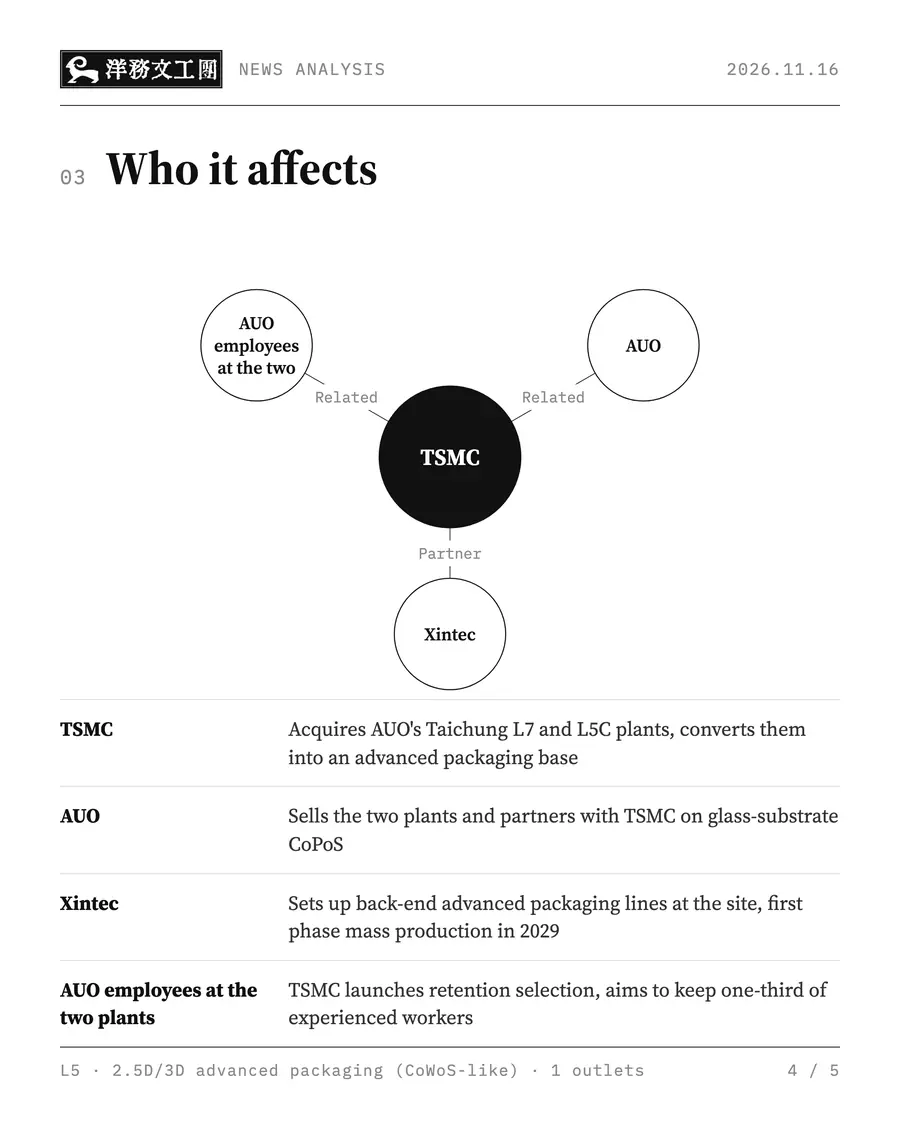 洋務文工團 NEWS ANALYSIS 2026.11.16
03 Who it affects
AUO
employees
at the two
AUO
Related
Related
TSMC
Partner
Xintec
TSMC Acquires AUO's Taichung L7 and L5C plants, converts them
into an advanced packaging base
AUO Sells the two plants and partners with TSMC on glass-substrate
CoPoS
Xintec Sets up back-end advanced packaging lines at the site, first
phase mass production in 2029
AUO employees at the TSMC launches retention selection, aims to keep one-third of
two plants experienced workers
L5 · 2.5D/3D advanced packaging (CoWoS-like) · 1 outlets 4 / 5